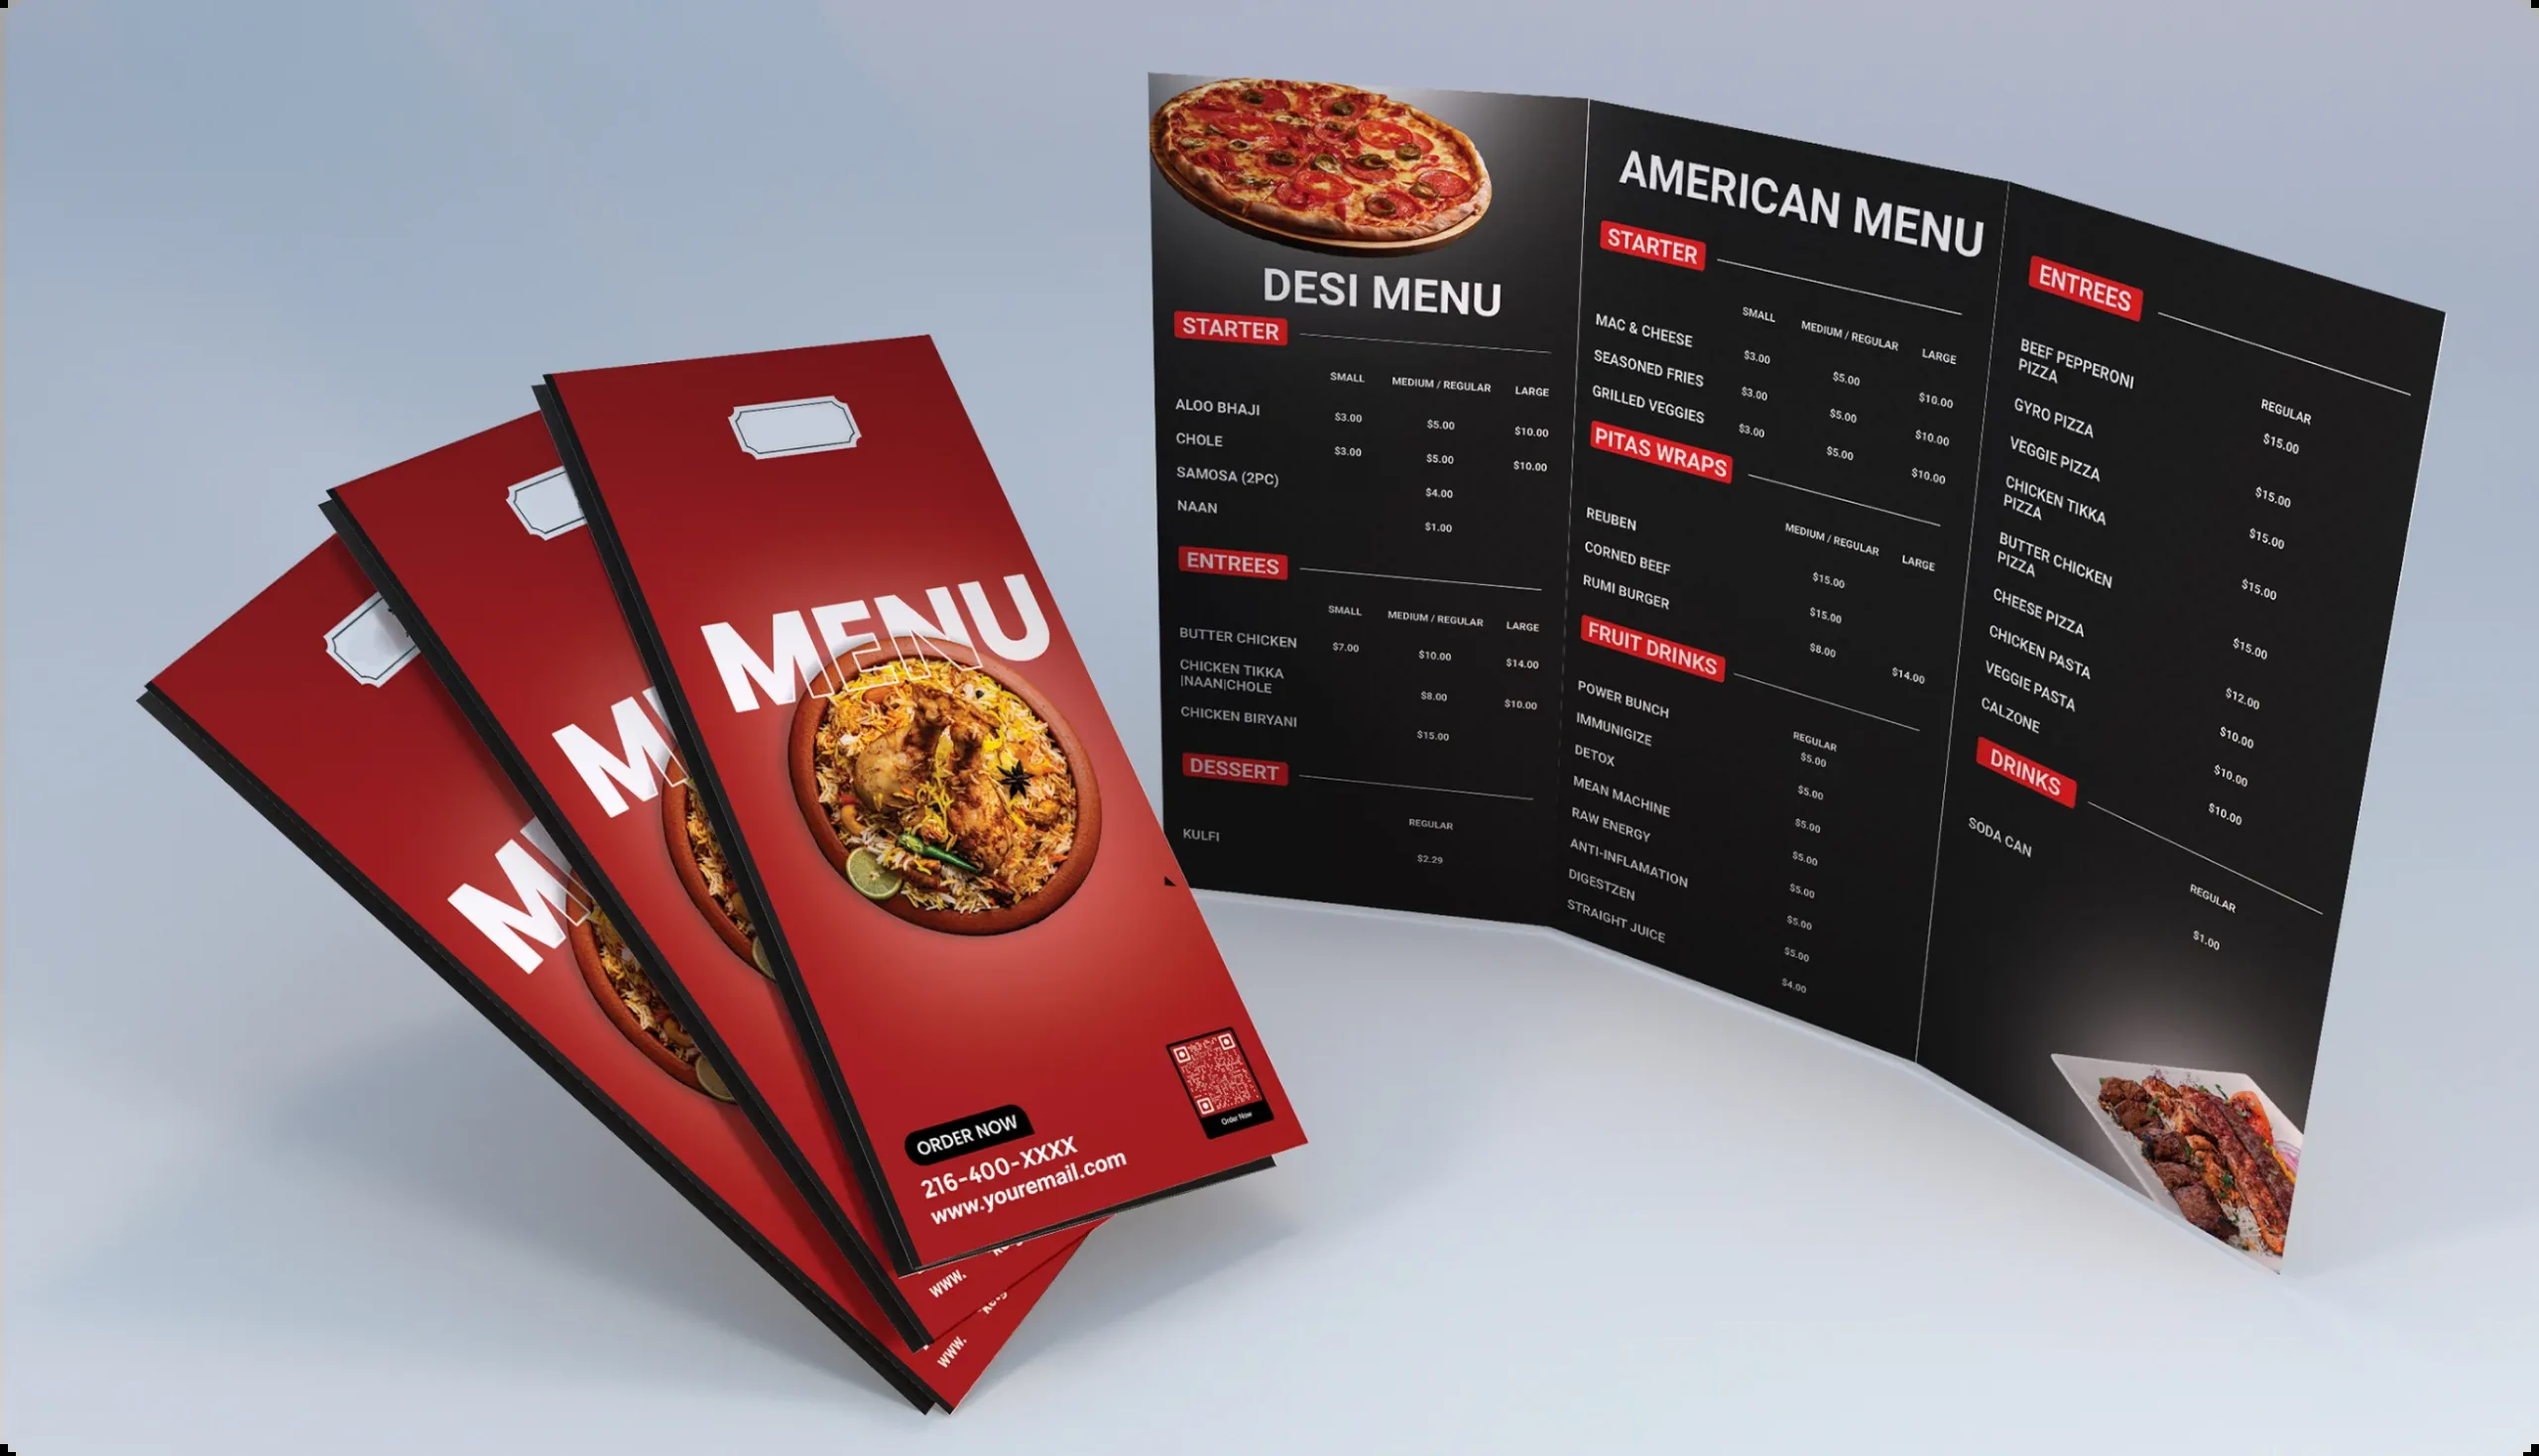 MENU
ORDER NOW
216-400-XXXX
www.youremail.com
Order Now
M
www.
M
www.
DESI MENU
STARTER
SMALL MEDIUM / REGULAR LARGE
ALOO BHAJI $3.00 $5.00 $10.00
CHOLE $3.00 $5.00 $10.00
SAMOSA (2PC) $4.00
NAAN $1.00
ENTREES
SMALL MEDIUM / REGULAR LARGE
BUTTER CHICKEN $7.00 $10.00 $14.00
CHICKEN TIKKA
|NAAN|CHOLE $8.00 $10.00
CHICKEN BIRYANI $15.00
DESSERT
REGULAR
KULFI $2.29
AMERICAN MENU
STARTER
SMALL MEDIUM / REGULAR LARGE
MAC & CHEESE $3.00 $5.00 $10.00
SEASONED FRIES $3.00 $5.00 $10.00
GRILLED VEGGIES $3.00 $5.00 $10.00
PITAS WRAPS
MEDIUM / REGULAR LARGE
REUBEN $15.00
CORNED BEEF $15.00
RUMI BURGER $8.00 $14.00
FRUIT DRINKS
REGULAR
POWER BUNCH $5.00
IMMUNIGIZE $5.00
DETOX $5.00
MEAN MACHINE $5.00
RAW ENERGY $5.00
ANTI-INFLAMATION $5.00
DIGESTZEN $5.00
STRAIGHT JUICE $4.00
ENTREES
REGULAR
BEEF PEPPERONI
PIZZA $15.00
GYRO PIZZA $15.00
VEGGIE PIZZA $15.00
CHICKEN TIKKA
PIZZA $15.00
BUTTER CHICKEN
PIZZA $15.00
CHEESE PIZZA $12.00
CHICKEN PASTA $10.00
VEGGIE PASTA $10.00
CALZONE $10.00
DRINKS
REGULAR
SODA CAN $1.00